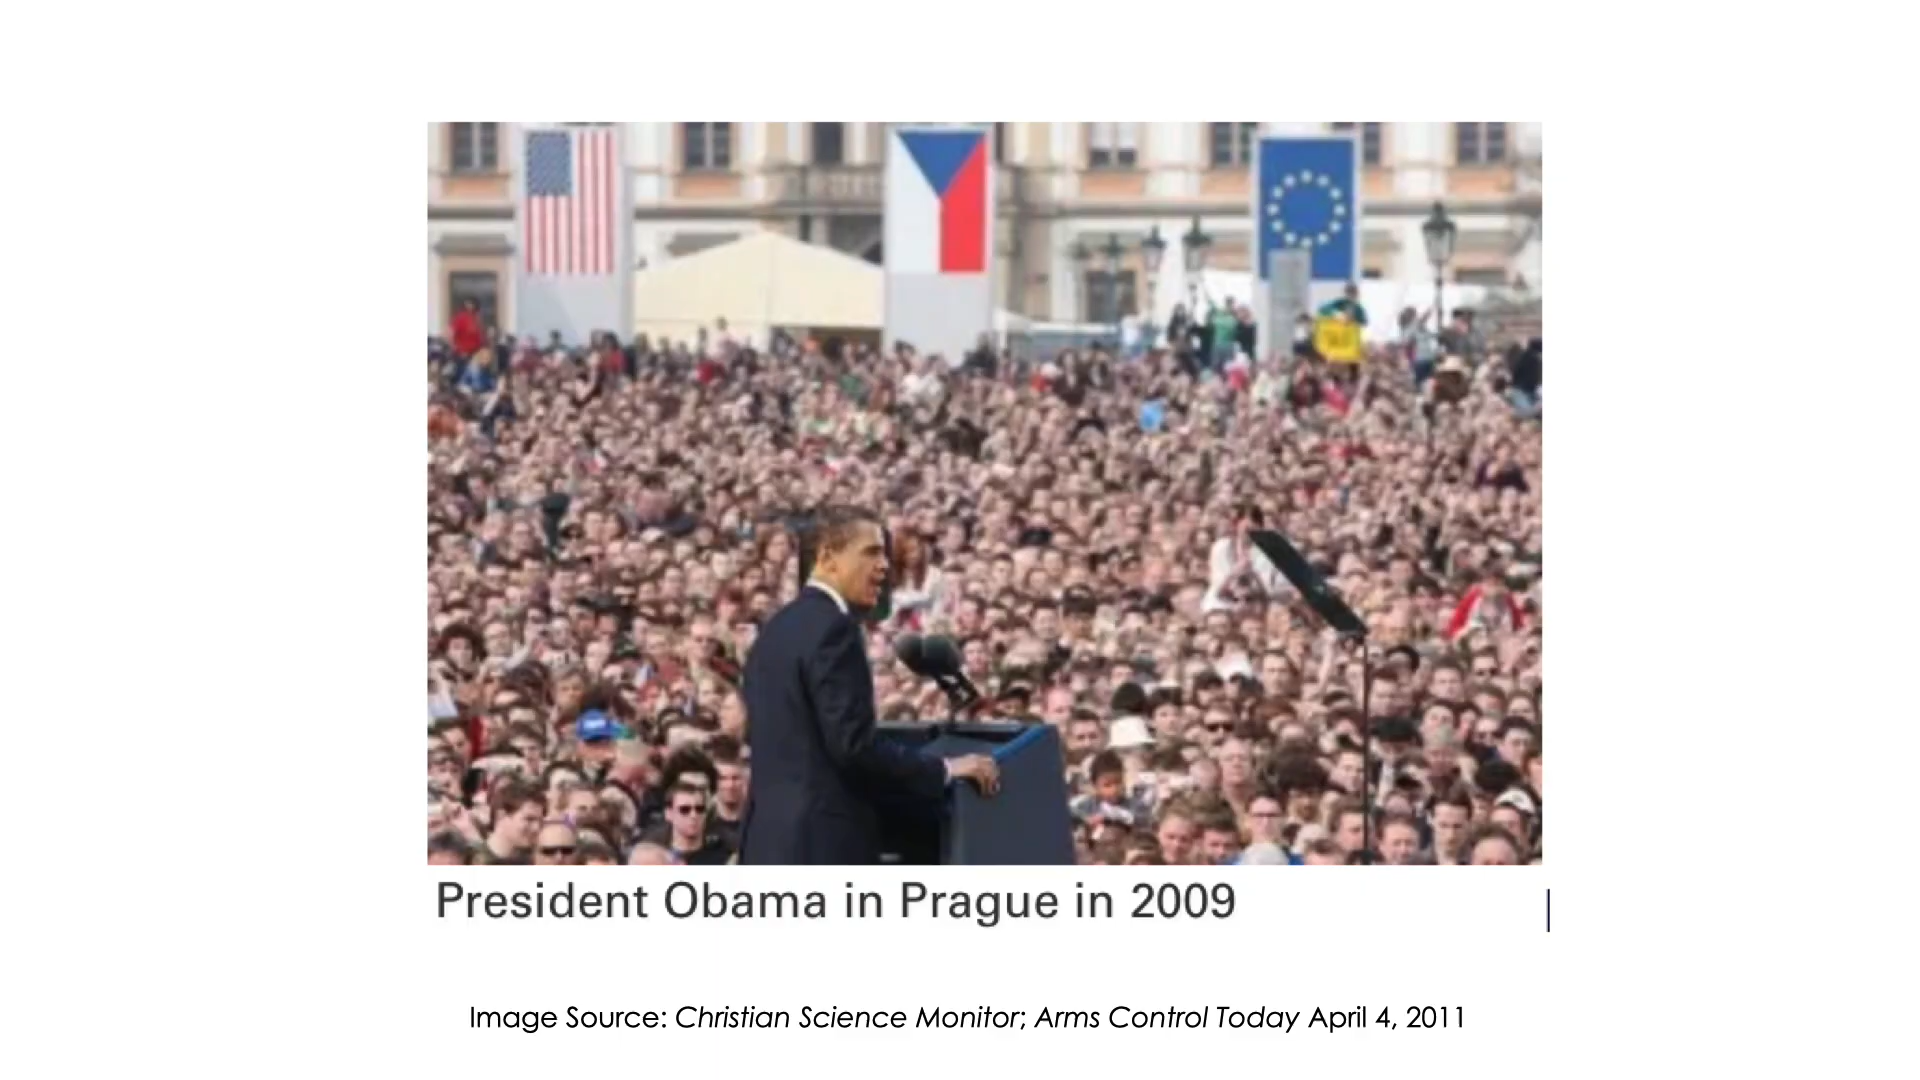 President Obama in Prague in 2009
Image Source: Christian Science Monitor; Arms Control Today April 4, 2011